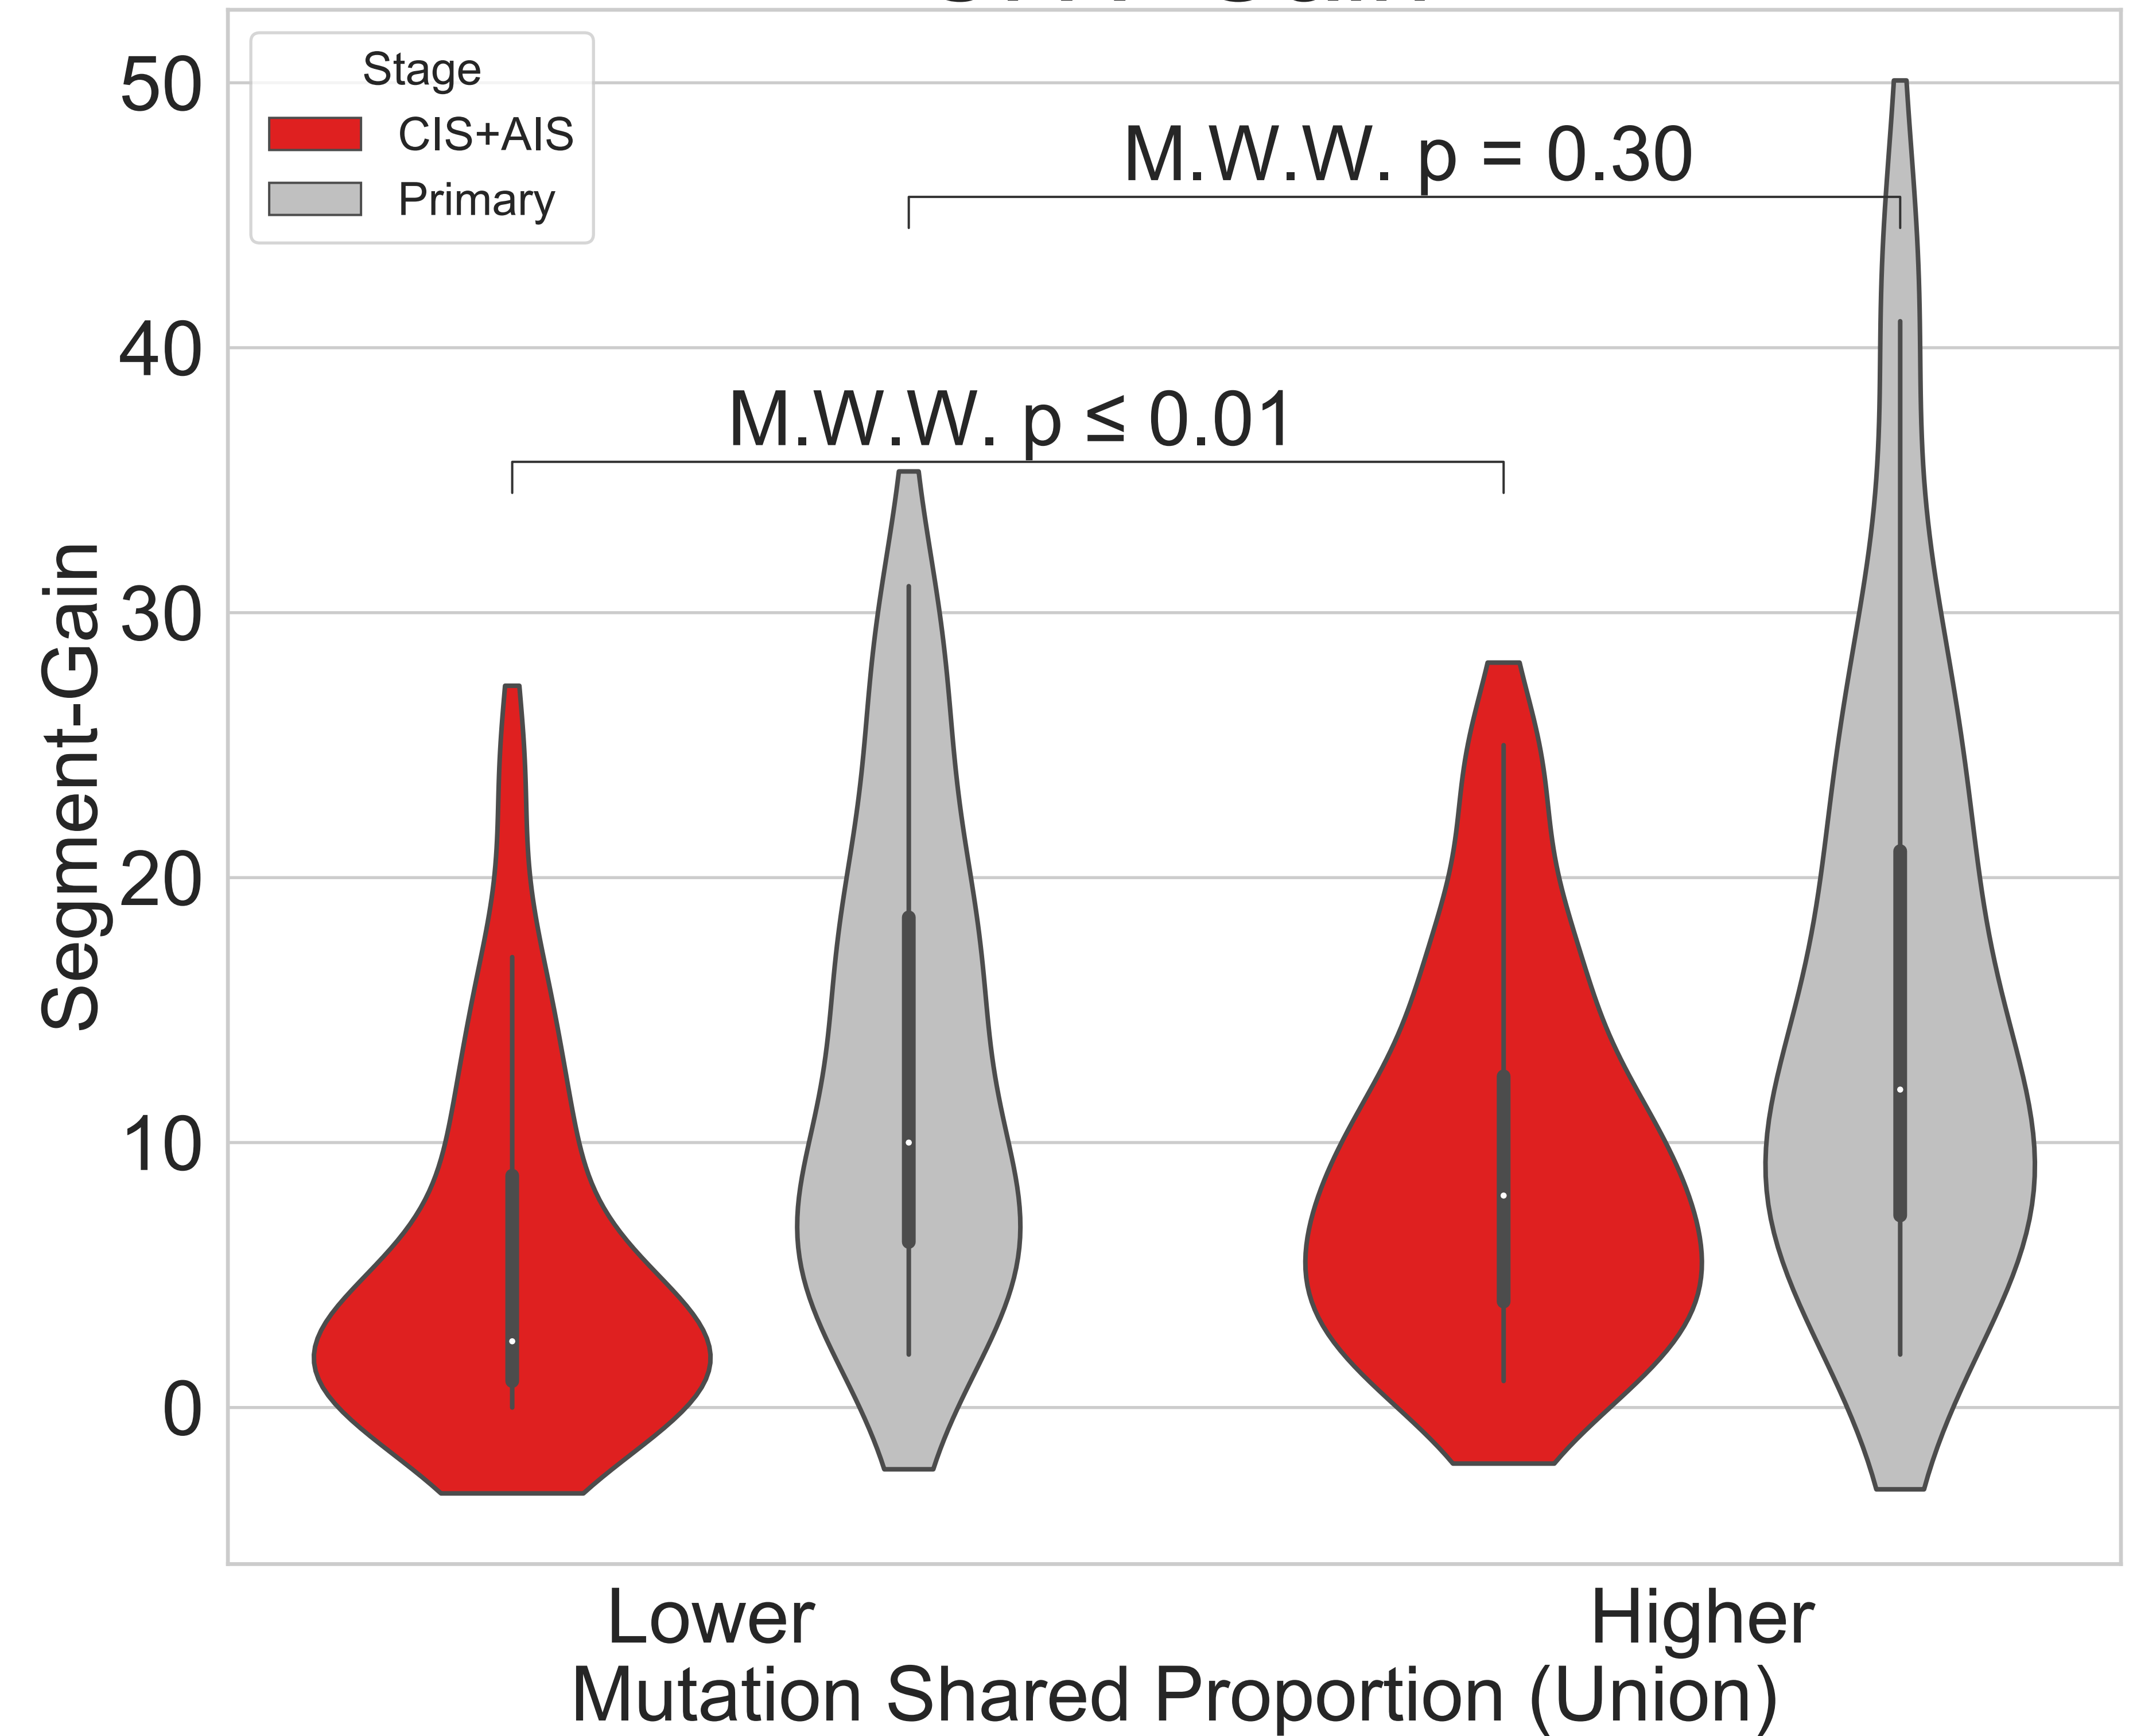 Stage
CIS+AIS
Primary
M.W.W. p = 0.30
M.W.W. p ≤ 0.01
Segment-Gain
50
40
30
20
10
0
Lower
Higher
Mutation Shared Proportion (Union)